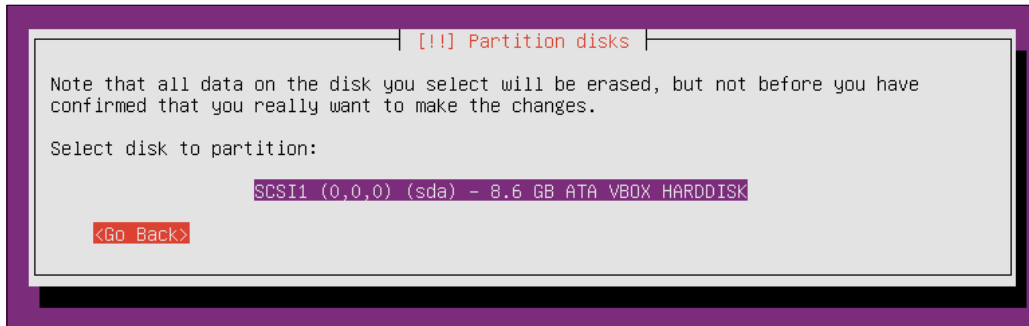 [!!] Partition disks
Note that all data on the disk you select will be erased, but not before you have
confirmed that you really want to make the changes.
Select disk to partition:
SCSI1 (0,0,0) (sda) - 8.6 GB ATA VBOX HARDDISK
<Go Back>